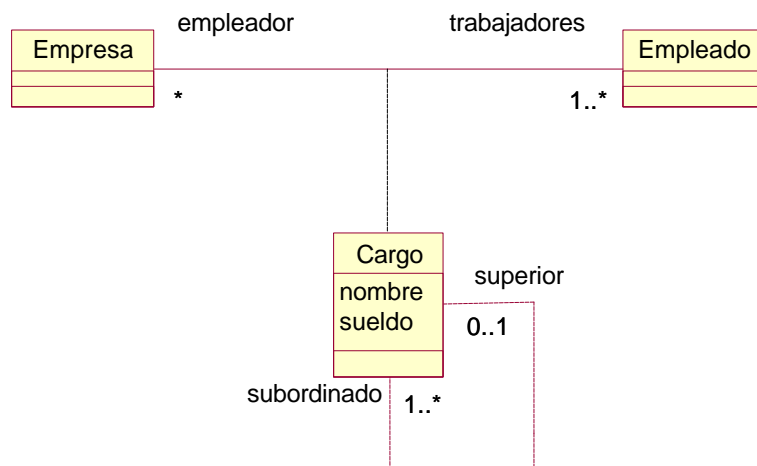 empleador
trabajadores
Empresa
Empleado
*
1..*
Cargo
nombre
sueldo
superior
0..1
subordinado
1..*